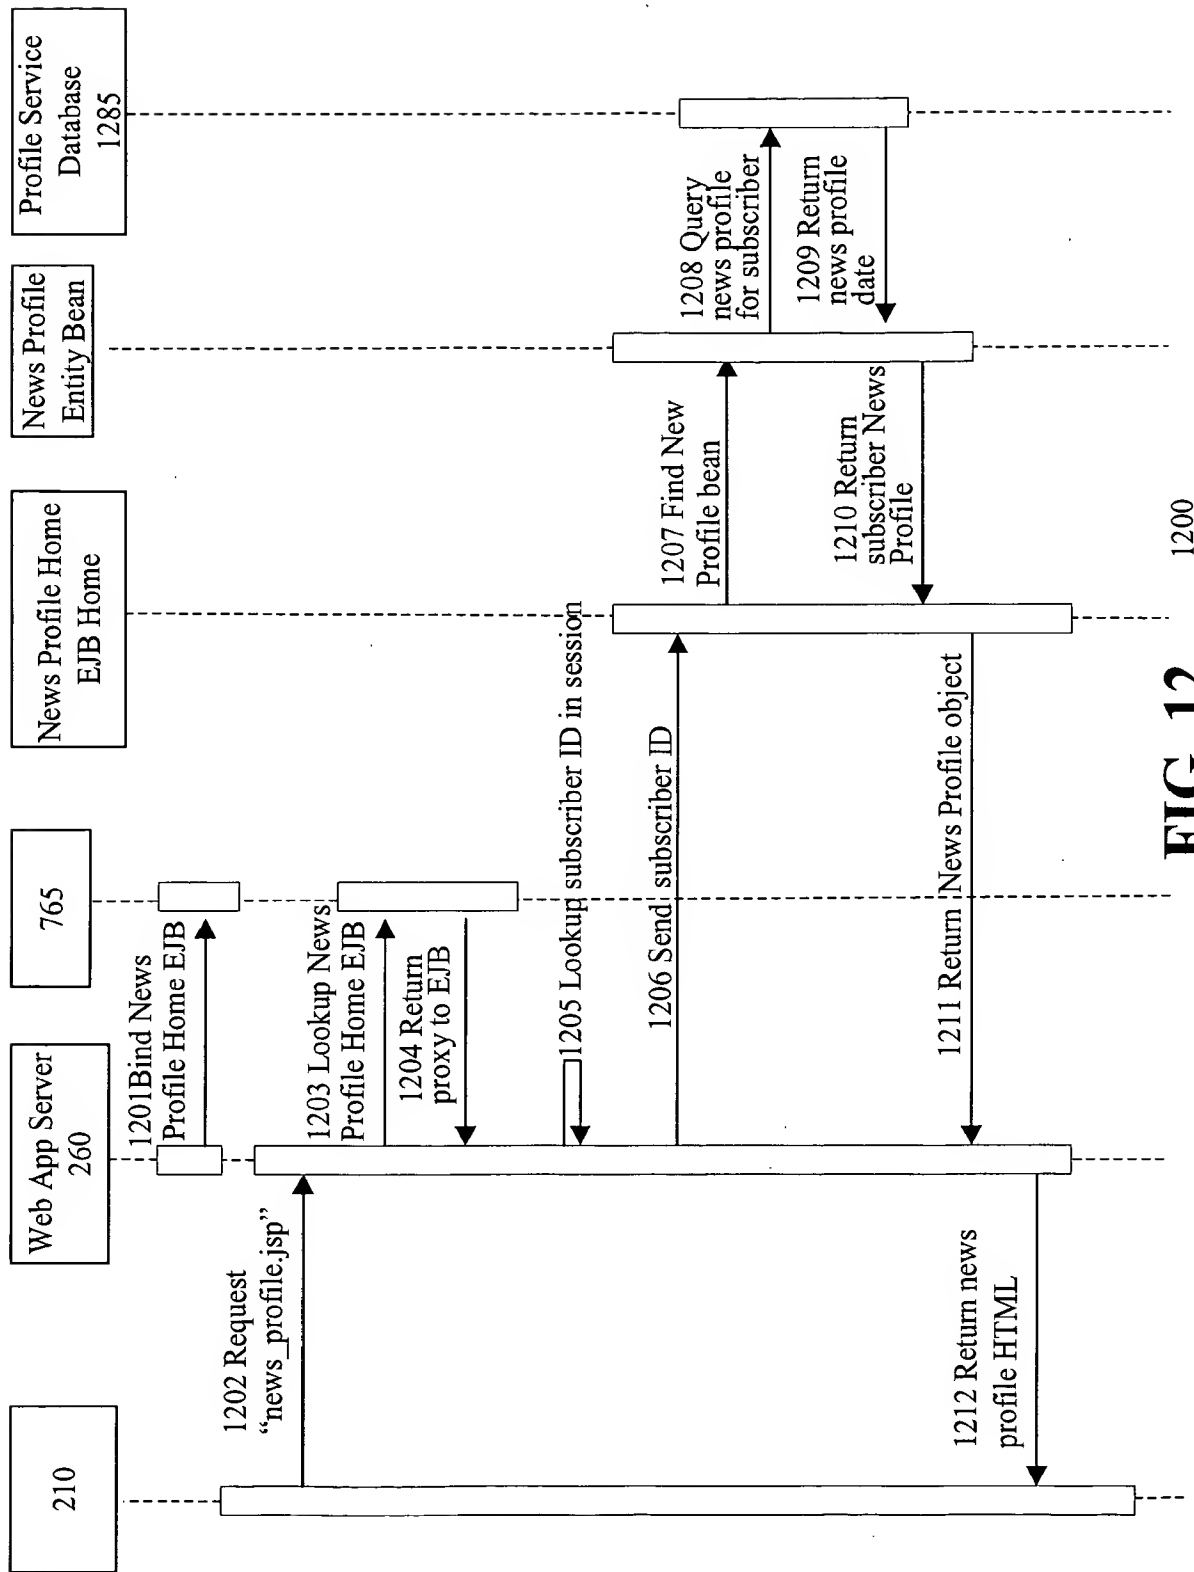 210
Web App Server
260
765
News Profile Home
EJB Home
News Profile
Entity Bean
Profile Service
Database
1285
1201Bind News
Profile Home EJB
1202 Request
“news_profile.jsp”
1203 Lookup News
Profile Home EJB
1204 Return
proxy to EJB
1205 Lookup subscriber ID in session
1206 Send subscriber ID
1207 Find New
Profile bean
1208 Query
news profile
for subscriber
1209 Return
news profile
date
1210 Return
subscriber News
Profile
1211 Return News Profile object
1212 Return news
profile HTML
1200
FIG. 12